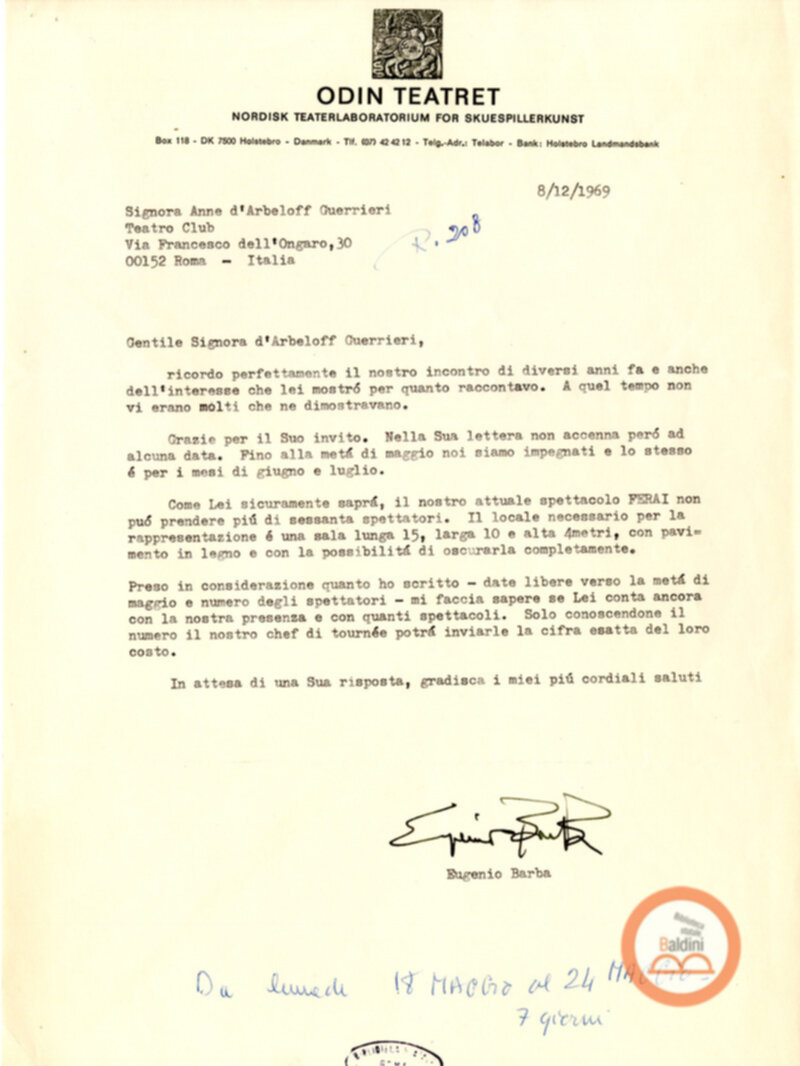 ODIN TEATRET
NORDISK TEATERLABORATORIUM FOR SKUESPILLERKUNST
Box 118 - DK 7500 Holstebro - Danmark - Tlf. (07) 42 42 12 - Telg.-Adr.: Telabor - Bank: Holstebro Landmandsbank
8/12/1969
Signora Anne d'Arbeloff Guerrieri
Teatro Club
Via Francesco dell'Ongaro,30
00152 Roma - Italia
R. 208
Gentile Signora d'Arbeloff Guerrieri,
ricordo perfettamente il nostro incontro di diversi anni fa e anche
dell'interesse che lei mostró per quanto raccontavo. A quel tempo non
vi erano molti che ne dimostravano.
Grazie per il Suo invito. Nella Sua lettera non accenna peró ad
alcuna data. Fino alla metá di maggio noi siamo impegnati e lo stesso
é per i mesi di giugno e luglio.
Come Lei sicuramente saprá, il nostro attuale spettacolo FERAI non
puó prendere piú di sessanta spettatori. Il locale necessario per la
rappresentazione é una sala lunga 15, larga 10 e alta 4metri, con pavi-
mento in legno e con la possibilitá di oscurarla completamente.
Preso in considerazione quanto ho scritto - date libere verso la metá di
maggio e numero degli spettatori - mi faccia sapere se Lei conta ancora
con la nostra presenza e con quanti spettacoli. Solo conoscendone il
numero il nostro chef di tournée potrá inviarle la cifra esatta del loro
costo.
In attesa di una Sua risposta, gradisca i miei piú cordiali saluti
Eugenio Barba
Eugenio Barba
Biblioteca
statale
Baldini
Da lunedi 18 MAGGIO al 24 MAGGIO -
7 giorni
BIBLIOTECA
ROMA